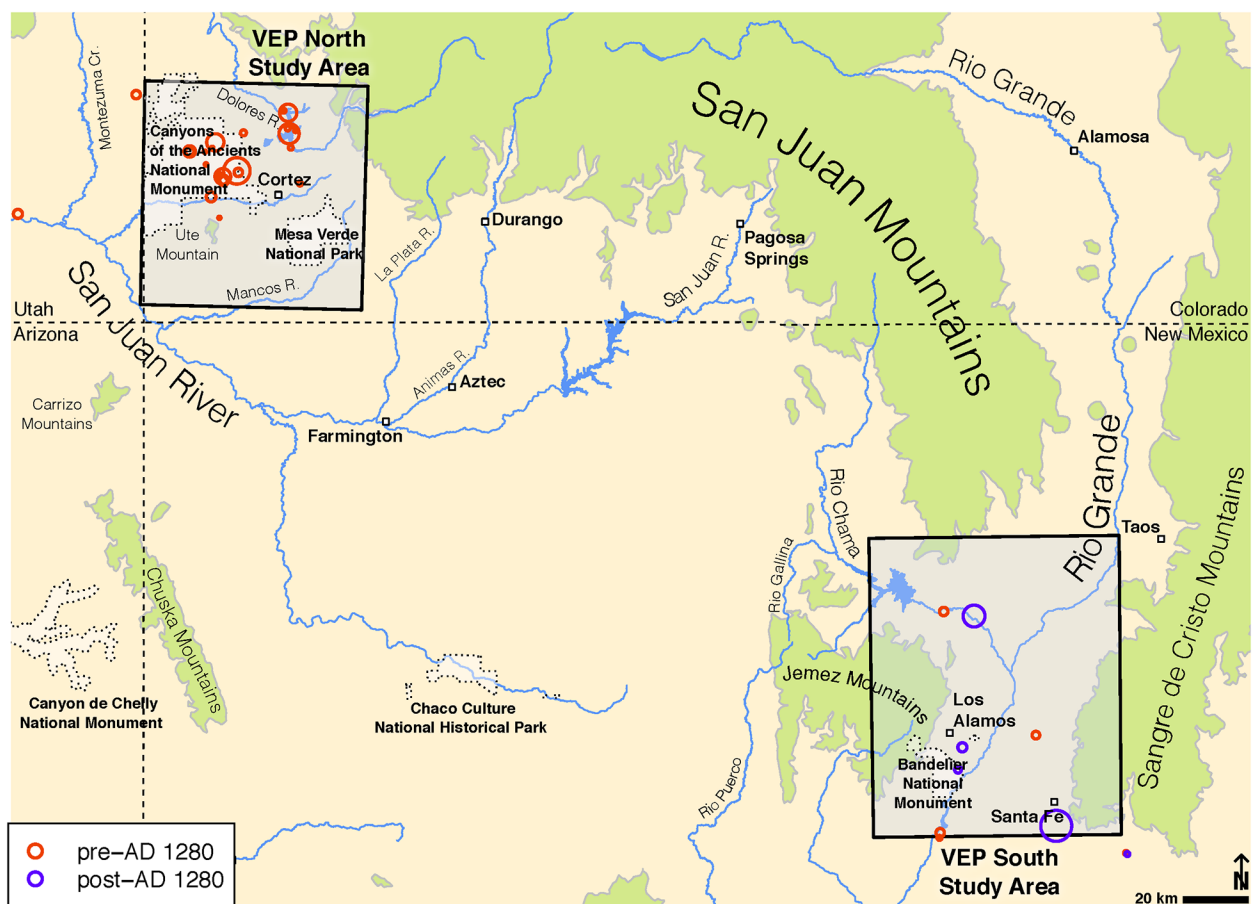 VEP North
Study Area
Montezuma Cr.
Dolores R.
Canyons
of the Ancients
National
Monument
Cortez
Ute
Mountain
Mesa Verde
National Park
Mancos R.
San Juan Mountains
Rio Grande
Alamosa
Durango
La Plata R.
Pagosa
Springs
San Juan R.
Utah
Arizona
Colorado
New Mexico
San Juan River
Animas R.
Aztec
Farmington
Carrizo
Mountains
Rio Grande
Rio Chama
Taos
Rio Gallina
Chuska Mountains
Sangre de Cristo Mountains
Canyon de Chelly
National Monument
Chaco Culture
National Historical Park
Jemez Mountains
Los
Alamos
Bandelier
National
Monument
Rio Puerco
Santa Fe
VEP South
Study Area
pre–AD 1280
post–AD 1280
N
20 km